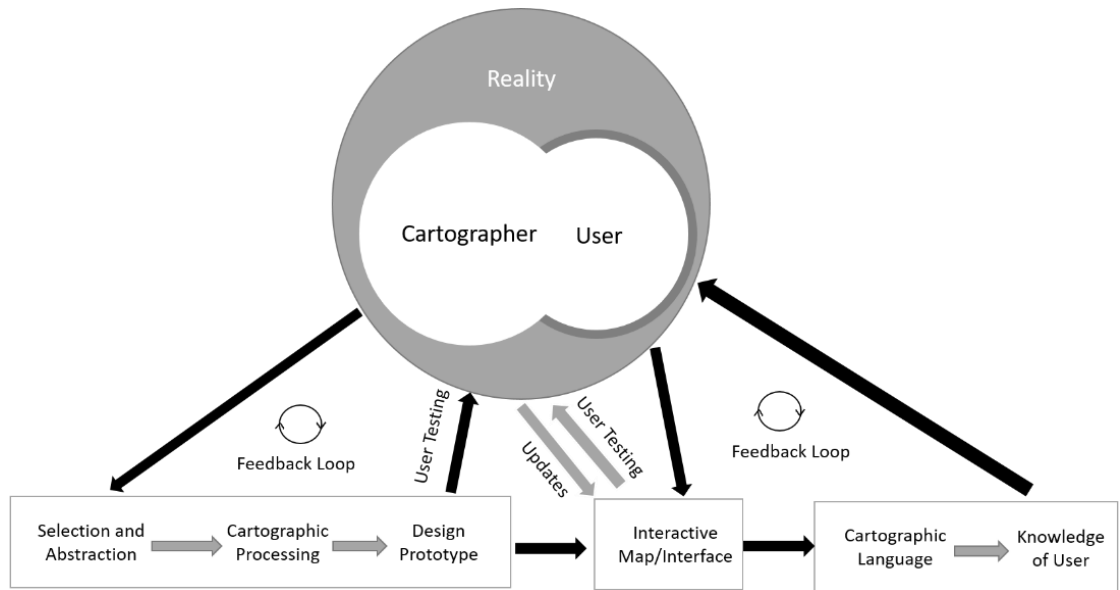 Reality
Cartographer
User
User Testing
Updates
User Testing
Feedback Loop
Feedback Loop
Selection and
Abstraction
Cartographic
Processing
Design
Prototype
Interactive
Map/Interface
Cartographic
Language
Knowledge
of User